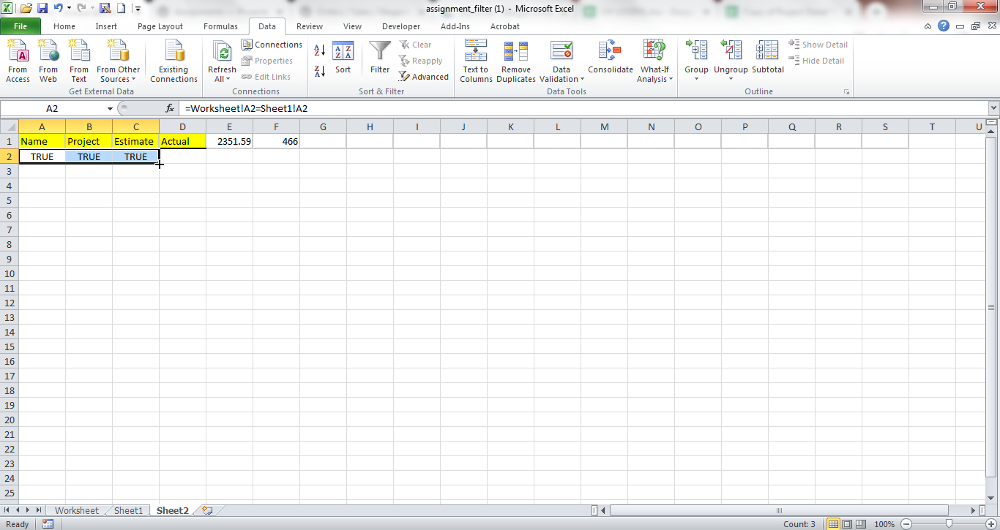 assignment_filter (1) - Microsoft Excel
File Home Insert Page Layout Formulas Data Review View Developer Add-Ins Acrobat
From Access
From Web
From Text
From Other Sources
Existing Connections
Get External Data
Refresh All
Connections
Properties
Edit Links
Connections
Sort
Filter
Clear
Reapply
Advanced
Sort & Filter
Text to Columns
Remove Duplicates
Data Validation
Consolidate
What-If Analysis
Data Tools
Group
Ungroup
Subtotal
Show Detail
Hide Detail
Outline
A2 fx =Worksheet!A2=Sheet1!A2
A B C D E F G H I J K L M N O P Q R S T U
1 Name Project Estimate Actual 2351.59 466
2 TRUE TRUE TRUE
3
4
5
6
7
8
9
10
11
12
13
14
15
16
17
18
19
20
21
22
23
24
25
Worksheet Sheet1 Sheet2
Ready Count: 3 100%